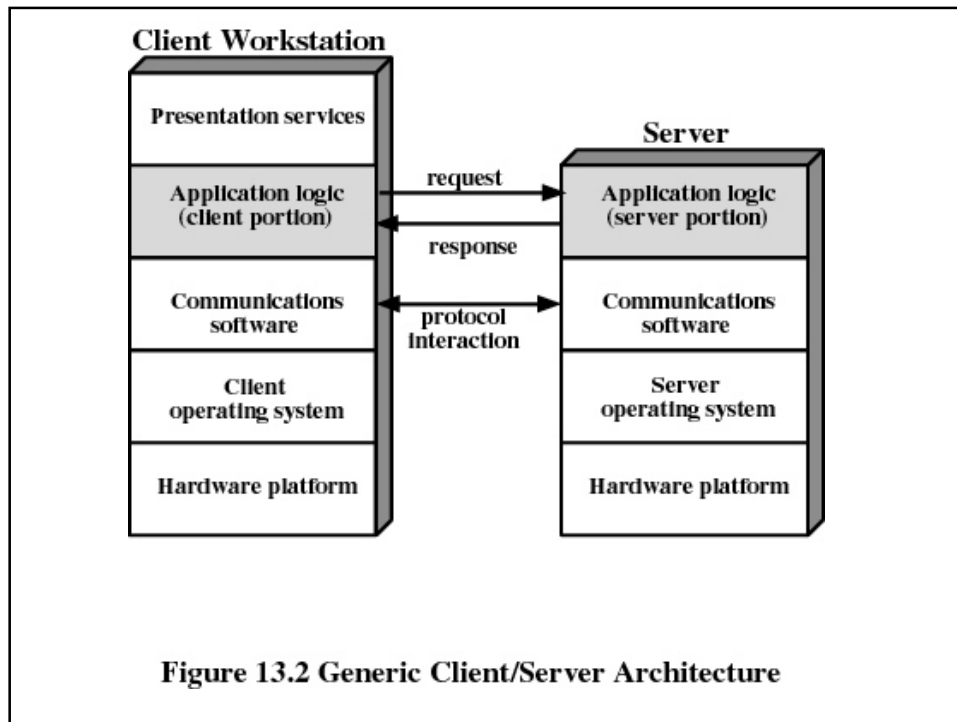 Client Workstation
Presentation services
Application logic
(client portion)
Communications
software
Client
operating system
Hardware platform
request
response
protocol
interaction
Server
Application logic
(server portion)
Communications
software
Server
operating system
Hardware platform
Figure 13.2 Generic Client/Server Architecture